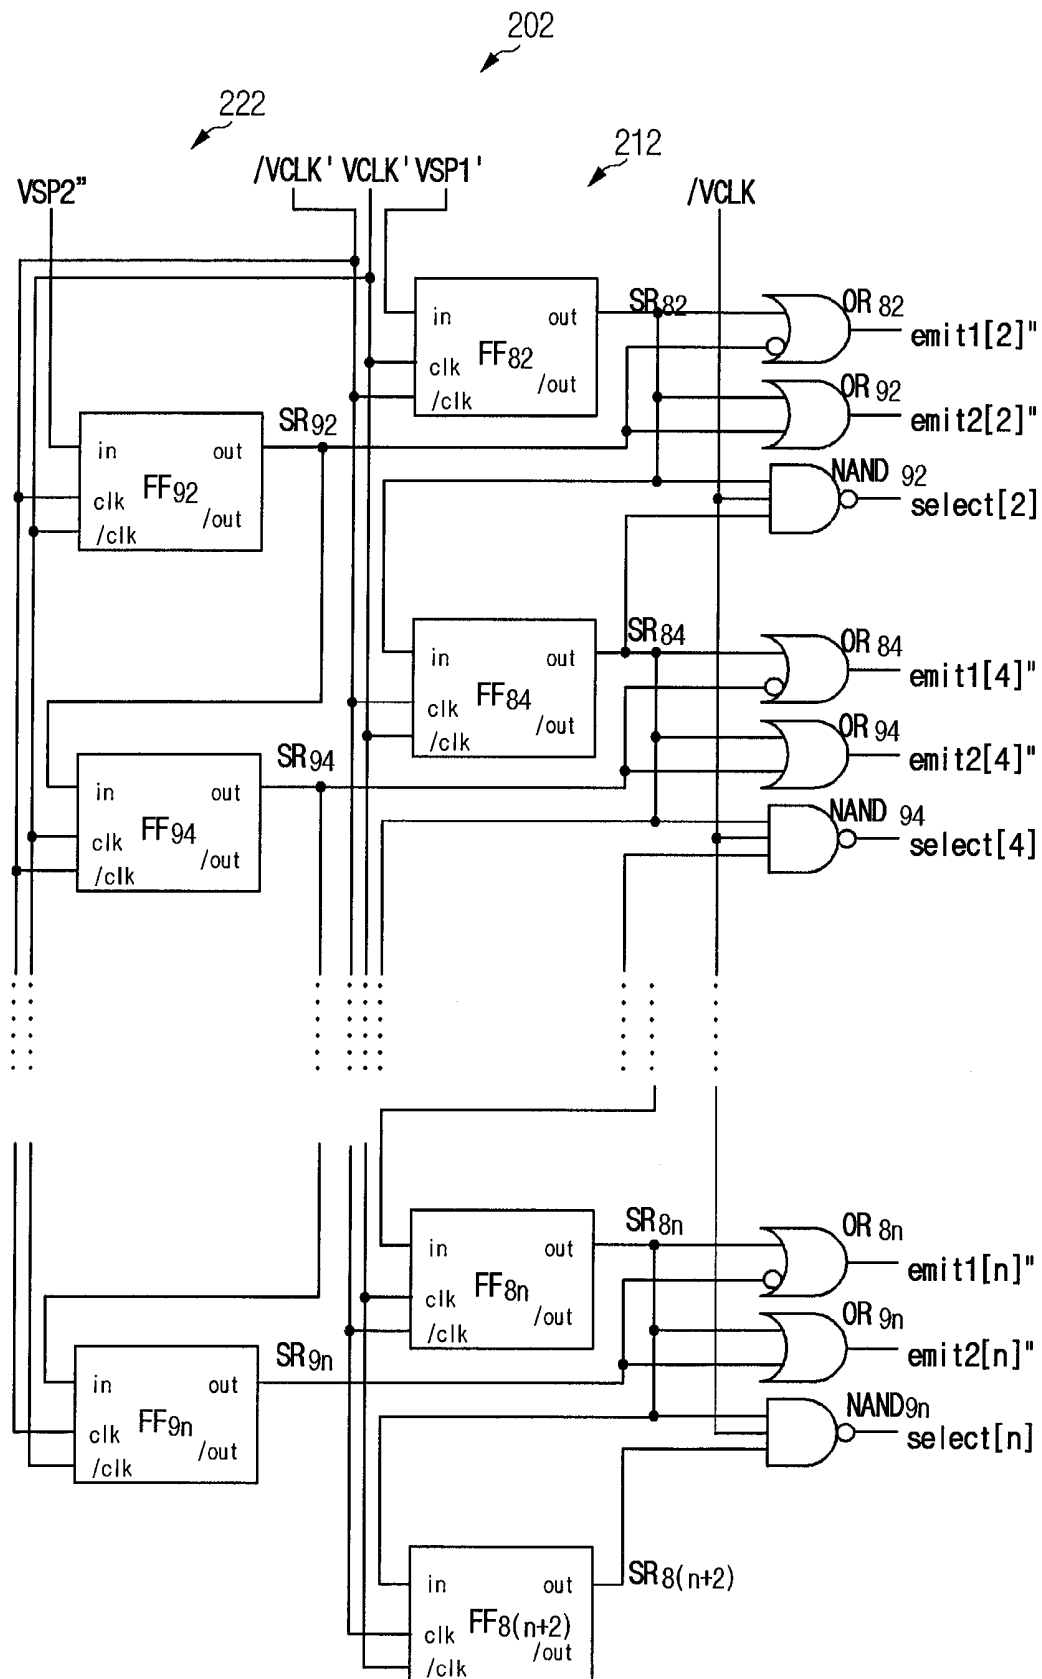 202
222
212
VSP2"
/VCLK' VCLK' VSP1'
/VCLK
in out
clk FF82
/clk /out
SR82
OR 82
emit1[2]"
OR 92
emit2[2]"
NAND 92
select[2]
SR92
in out
clk FF92
/clk /out
in out
clk FF84
/clk /out
SR84
OR 84
emit1[4]"
OR 94
emit2[4]"
NAND 94
select[4]
SR94
in out
clk FF94
/clk /out
in out
clk FF8n
/clk /out
SR8n
OR 8n
emit1[n]"
OR 9n
emit2[n]"
NAND9n
select[n]
SR9n
in out
clk FF9n
/clk /out
in out
clk FF8(n+2)
/clk /out
SR8(n+2)